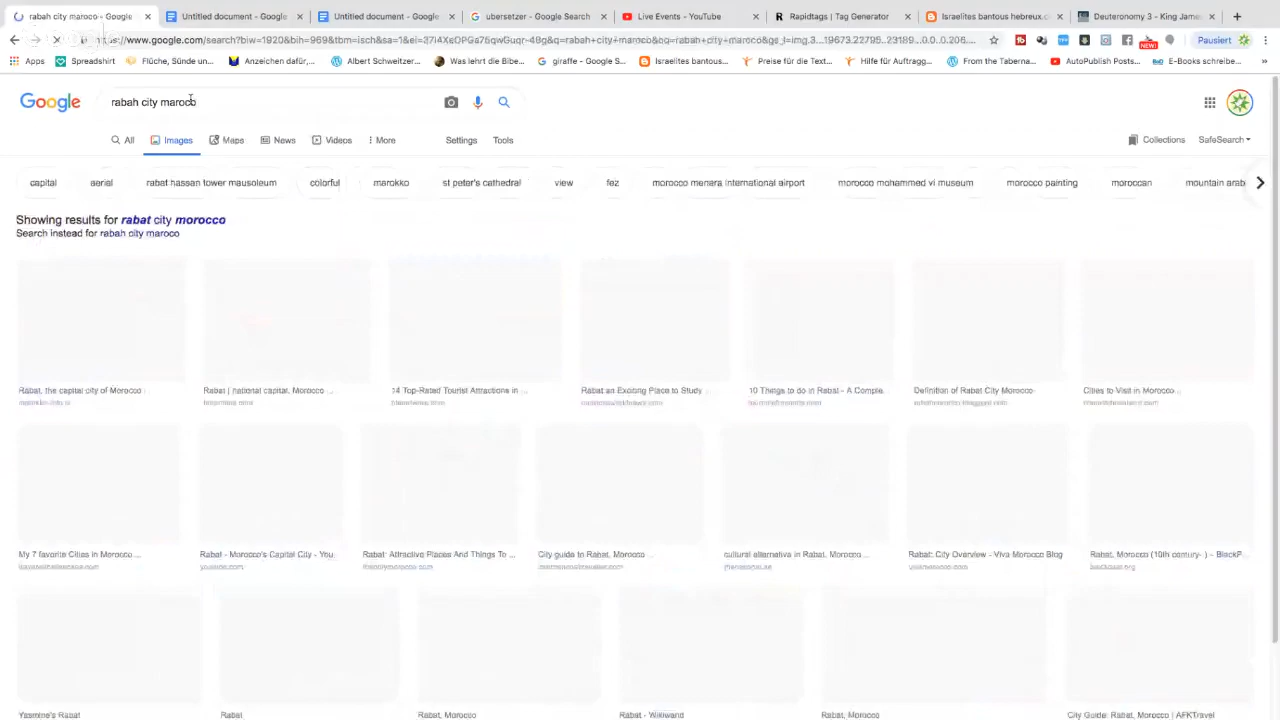 rabah city maroco - Google
Untitled document - Google
Untitled document - Google
ubersetzer - Google Search
Live Events - YouTube
Rapidtags | Tag Generator
Israelites bantous hebreux.
Deuteronomy 3 - King James
Pausiert
Apps
Spreadshirt
Flüche, Sünde un...
Anzeichen dafür,...
Albert Schweitzer...
Was lehrt die Bibe...
giraffe - Google S...
Israelites bantous...
Preise für die Text...
Hilfe für Auftragg...
From the Taberna...
AutoPublish Posts...
E-Books schreibe...
NEW!
Google
rabah city maroco
All
Images
Maps
News
Videos
More
Settings
Tools
Collections
SafeSearch
capital
aerial
rabat hassan tower mausoleum
colorful
marokko
st peter's cathedral
view
fez
morocco menara international airport
morocco mohammed vi museum
morocco painting
moroccan
mountain arab
Showing results for rabat city morocco
Search instead for rabah city maroco
Rabat, the capital city of Morocco
Rabat | national capital, Morocco ...
14 Top-Rated Tourist Attractions in ...
Rabat an Exciting Place to Study
10 Things to do in Rabat - A Comple...
Definition of Rabat City Morocco
Cities to Visit in Morocco
My 7 favorite Cities in Morocco ...
Rabat - Morocco's Capital City - You...
Rabat: Attractive Places And Things To ...
City guide to Rabat, Morocco
cultural alternative in Rabat, Morocco ...
Rabat: City Overview - Viva Morocco Blog
Rabat, Morocco (10th century- ) - BlackP...
youtube.com
Yasmine's Rabat
Rabat
Rabat, Morocco
Rabat - Wikiwand
Rabat, Morocco
City Guide: Rabat, Morocco | AFKTravel